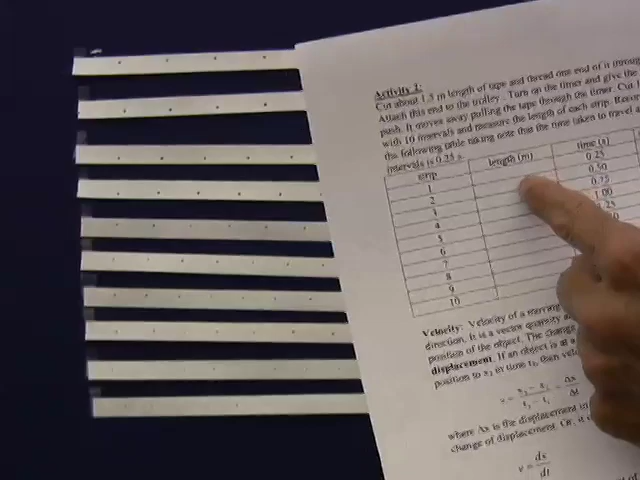 Activity 2:
Cut about 1.5 m length of tape and thread one end of it throug
Attach this end to the trolley. Turn on the timer and give the
push. It moves away pulling the tape through the timer. Cut
with 10 intervals and measure the length of each strip. Recor
the following table taking note that the time taken to travel
intervals is 0.25 s.
strip length (m) time (s)
1 0.25
2 0.50
3 0.75
4 1.00
5 .25
6
7
8
9
10
Velocity: Velocity of a moving
direction. It is a vector quantity
position of the object. The change
displacement. If an object is at
position to x₂ in time t₂, then vel
where Δx is the displacement in
change of displacement. Or, it
v = dx/dt